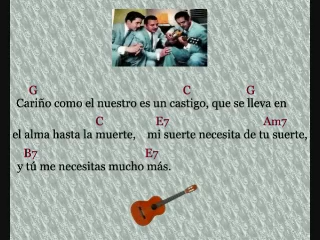 G C G
Cariño como el nuestro es un castigo, que se lleva en
C E7 Am7
el alma hasta la muerte, mi suerte necesita de tu suerte,
B7 E7
y tú me necesitas mucho más.